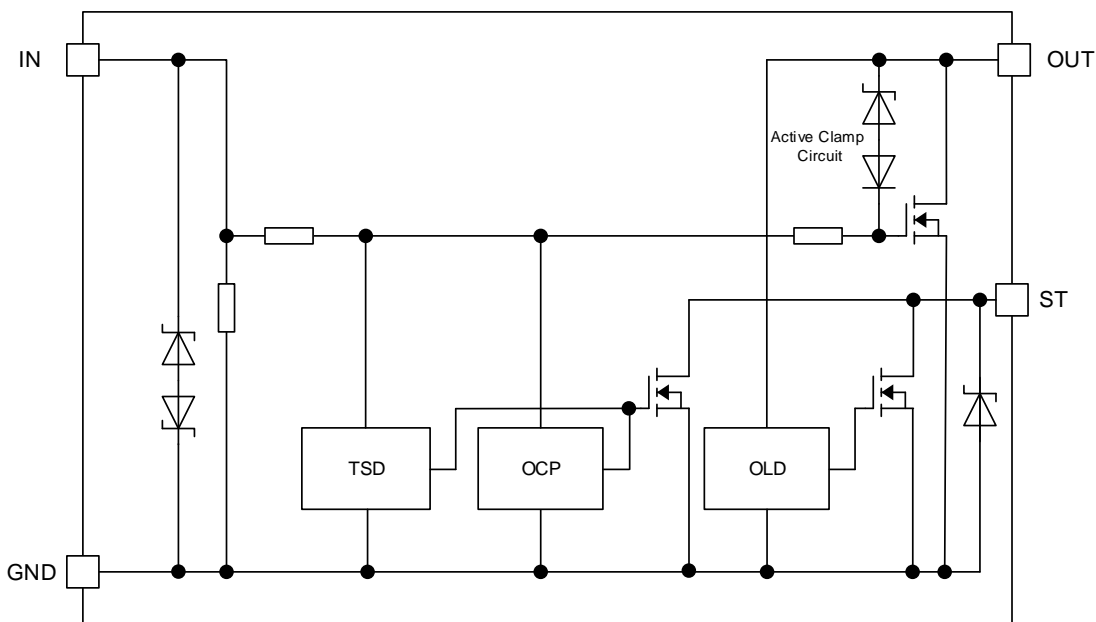 IN
OUT
Active Clamp
Circuit
ST
TSD
OCP
OLD
GND